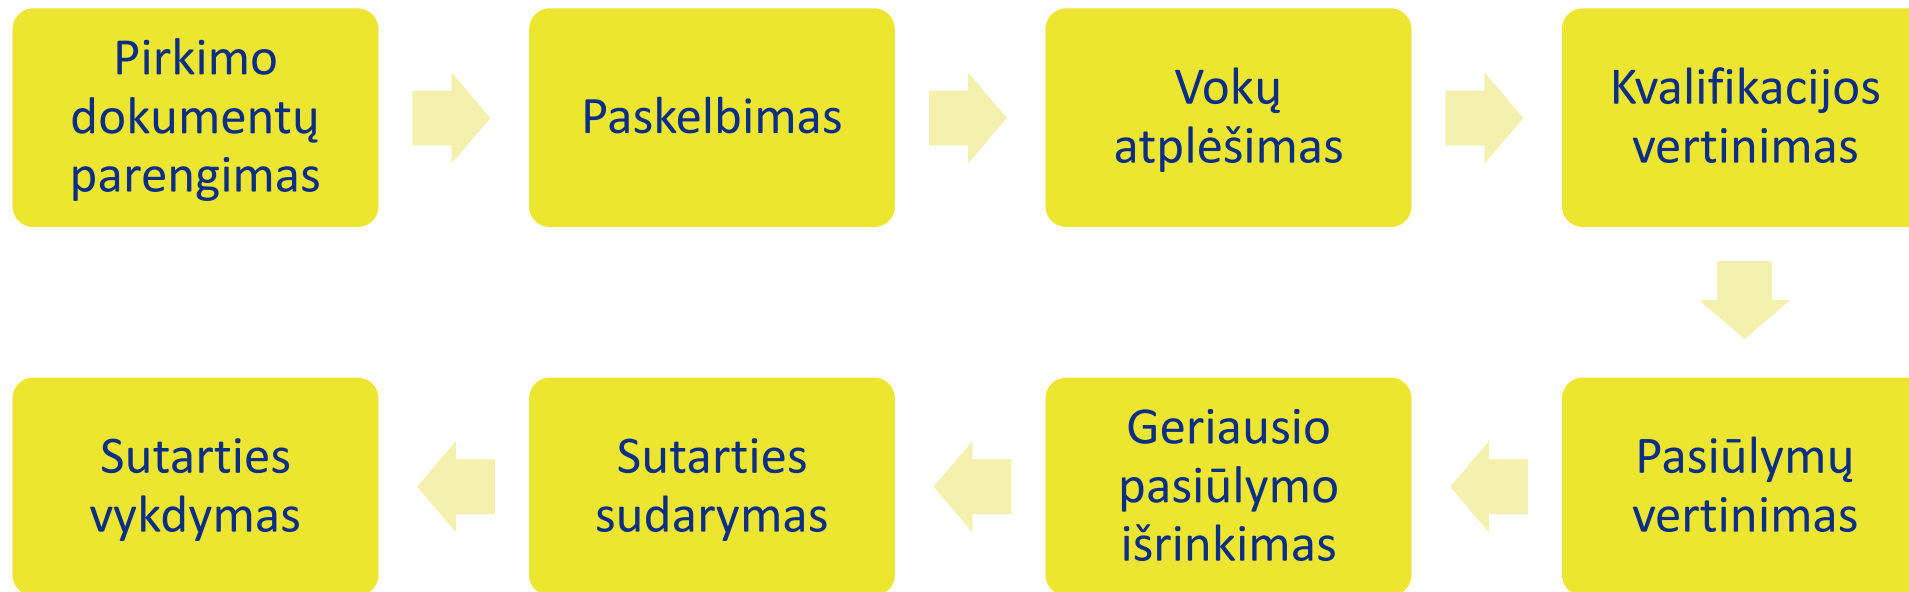 Pirkimo
dokumentų
parengimas
Paskelbimas
Vokų
atplėšimas
Kvalifikacijos
vertinimas
Pasiūlymų
vertinimas
Geriausio
pasiūlymo
išrinkimas
Sutarties
sudarymas
Sutarties
vykdymas